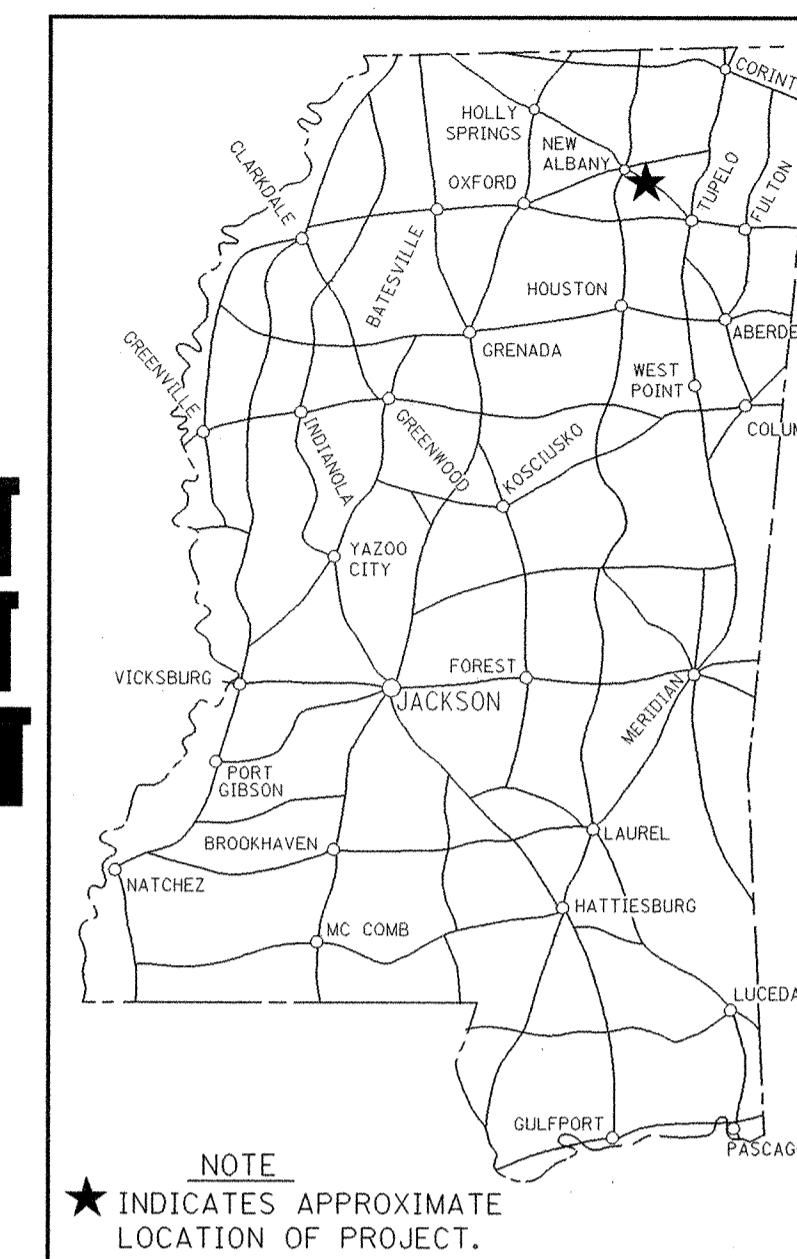 CORINT
HOLLY
SPRINGS
NEW
ALBANY
CLARKDALE
OXFORD
TUPELO
FULTON
BATESVILLE
HOUSTON
ABERDE
GRENADA
GREENVILLE
WEST
POINT
COLUM
INDIANOLA
GREENWOOD
KOSCIUSKO
YAZOO
CITY
VICKSBURG
FOREST
JACKSON
MERIDIAN
PORT
GIBSON
BROOKHAVEN
LAUREL
NATCHEZ
HATTIESBURG
MC COMB
LUCEDA
GULFPORT
PASCAG
NOTE
INDICATES APPROXIMATE
LOCATION OF PROJECT.